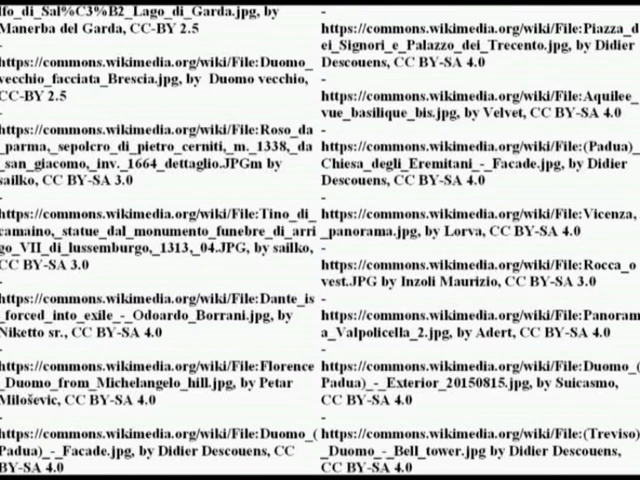 lfo_di_Sal%C3%B2_Lago_di_Garda.jpg, by
Manerba del Garda, CC-BY 2.5
-
https://commons.wikimedia.org/wiki/File:Duomo_
vecchio_facciata_Brescia.jpg, by  Duomo vecchio,
CC-BY 2.5
-
https://commons.wikimedia.org/wiki/File:Roso_da
_parma,_sepolcro_di_pietro_cerniti,_m._1338,_da
_san_giacomo,_inv._1664_dettaglio.JPGm by
sailko, CC BY-SA 3.0
-
https://commons.wikimedia.org/wiki/File:Tino_di_
camaino,_statue_dal_monumento_funebre_di_arri
go_VII_di_lussemburgo,_1313,_04.JPG, by sailko,
CC BY-SA 3.0
-
https://commons.wikimedia.org/wiki/File:Dante_is
_forced_into_exile_-_Odoardo_Borrani.jpg, by
Niketto sr., CC BY-SA 4.0
-
https://commons.wikimedia.org/wiki/File:Florence
_Duomo_from_Michelangelo_hill.jpg, by Petar
Milošević, CC BY-SA 4.0
-
https://commons.wikimedia.org/wiki/File:Duomo_(
Padua)_-_Facade.jpg, by Didier Descouens, CC
BY-SA 4.0
-
https://commons.wikimedia.org/wiki/File:Piazza_d
ei_Signori_e_Palazzo_dei_Trecento.jpg, by Didier
Descouens, CC BY-SA 4.0
-
https://commons.wikimedia.org/wiki/File:Aquilee_
vue_basilique_bis.jpg, by Velvet, CC BY-SA 4.0
-
https://commons.wikimedia.org/wiki/File:(Padua)_
Chiesa_degli_Eremitani_-_Facade.jpg, by Didier
Descouens, CC BY-SA 4.0
-
https://commons.wikimedia.org/wiki/File:Vicenza,
_panorama.jpg, by Lorva, CC BY-SA 4.0
-
https://commons.wikimedia.org/wiki/File:Rocca_o
vest.JPG by Inzoli Maurizio, CC BY-SA 3.0
-
https://commons.wikimedia.org/wiki/File:Panoram
a_Valpolicella_2.jpg, by Adert, CC BY-SA 4.0
-
https://commons.wikimedia.org/wiki/File:Duomo_(
Padua)_-_Exterior_20150815.jpg, by Suicasmo,
CC BY-SA 4.0
-
https://commons.wikimedia.org/wiki/File:(Treviso)
_Duomo_-_Bell_tower.jpg by Didier Descouens,
CC BY-SA 4.0